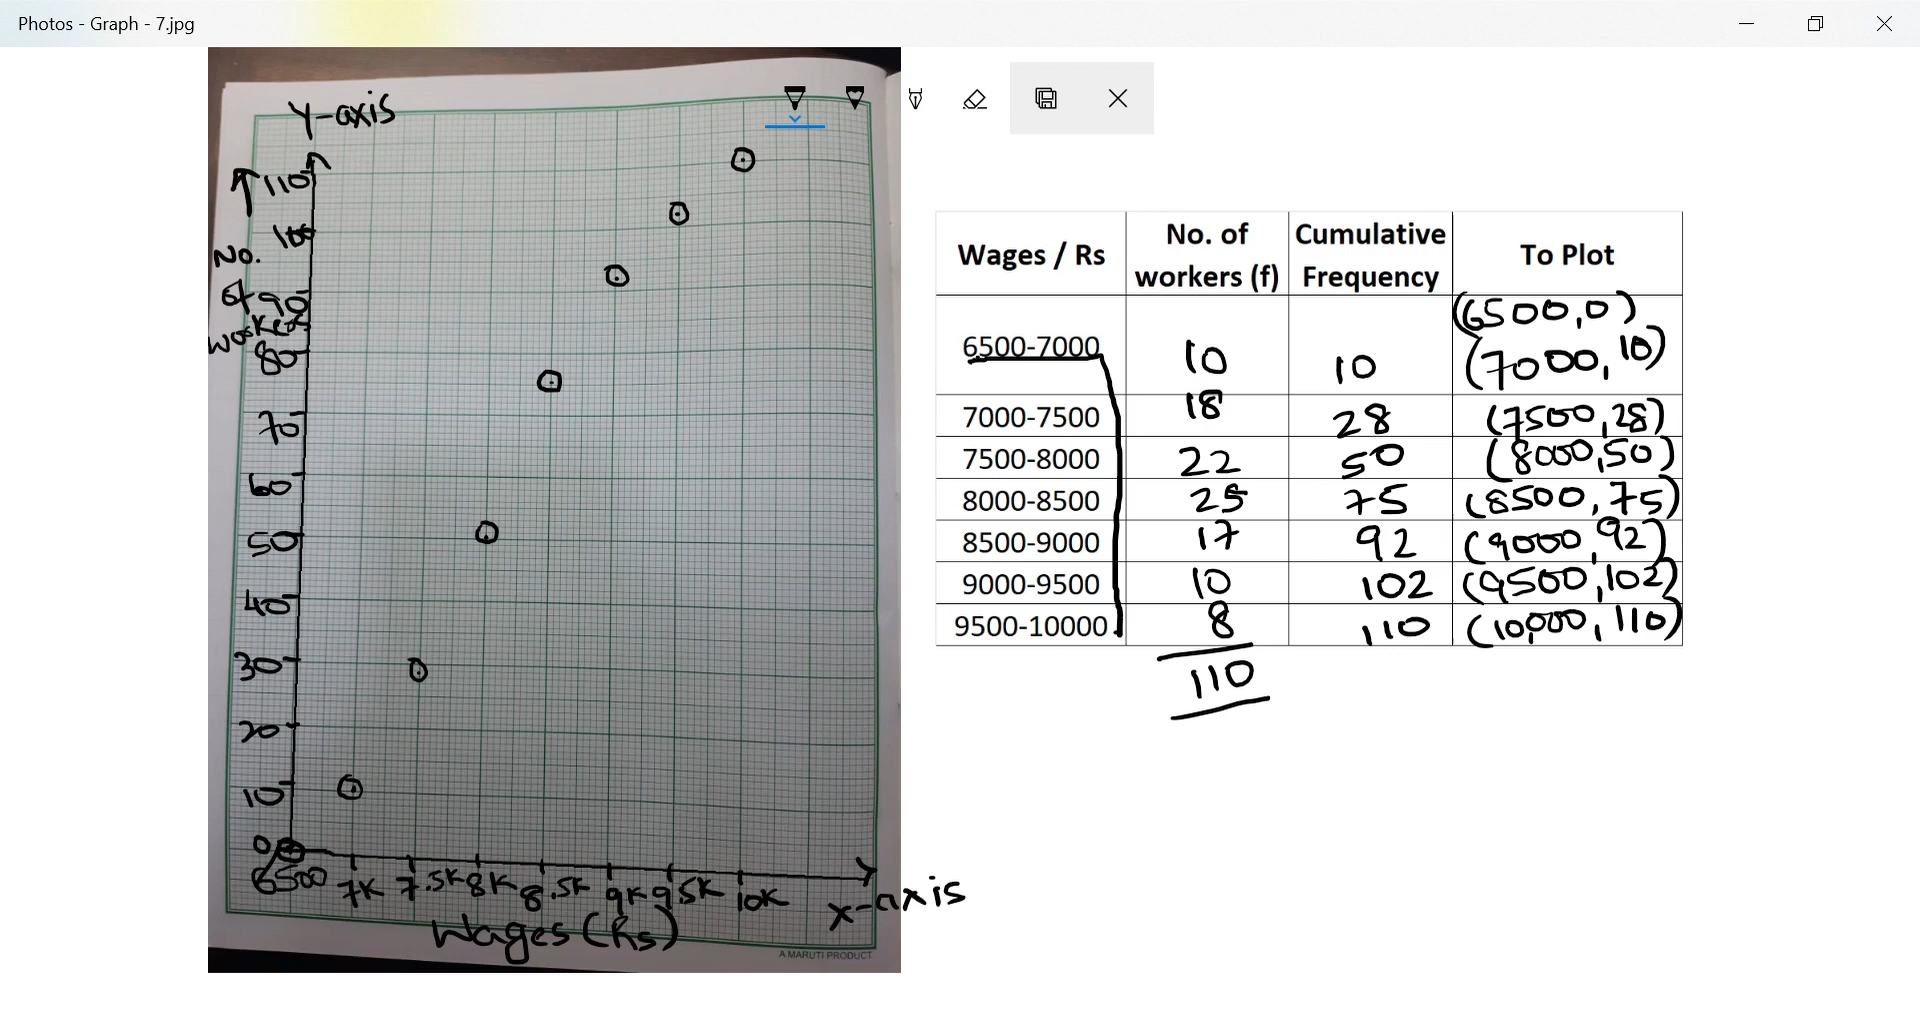 Photos - Graph - 7.jpg
Y-axis
110
100
No.
of 90
workers
80
70
60
50
40
30
20
10
0
6500 7K 7.5K 8K 8.5K 9K 9.5K 10K x-axis
Wages (Rs)
A MARUTI PRODUCT
Wages / Rs No. of workers (f) Cumulative Frequency To Plot
(6500,0)
6500-7000 10 10 (7000,10)
7000-7500 18 28 (7500,28)
7500-8000 22 50 (8000,50)
8000-8500 25 75 (8500,75)
8500-9000 17 92 (9000,92)
9000-9500 10 102 (9500,102)
9500-10000 8 110 (10,000,110)
110